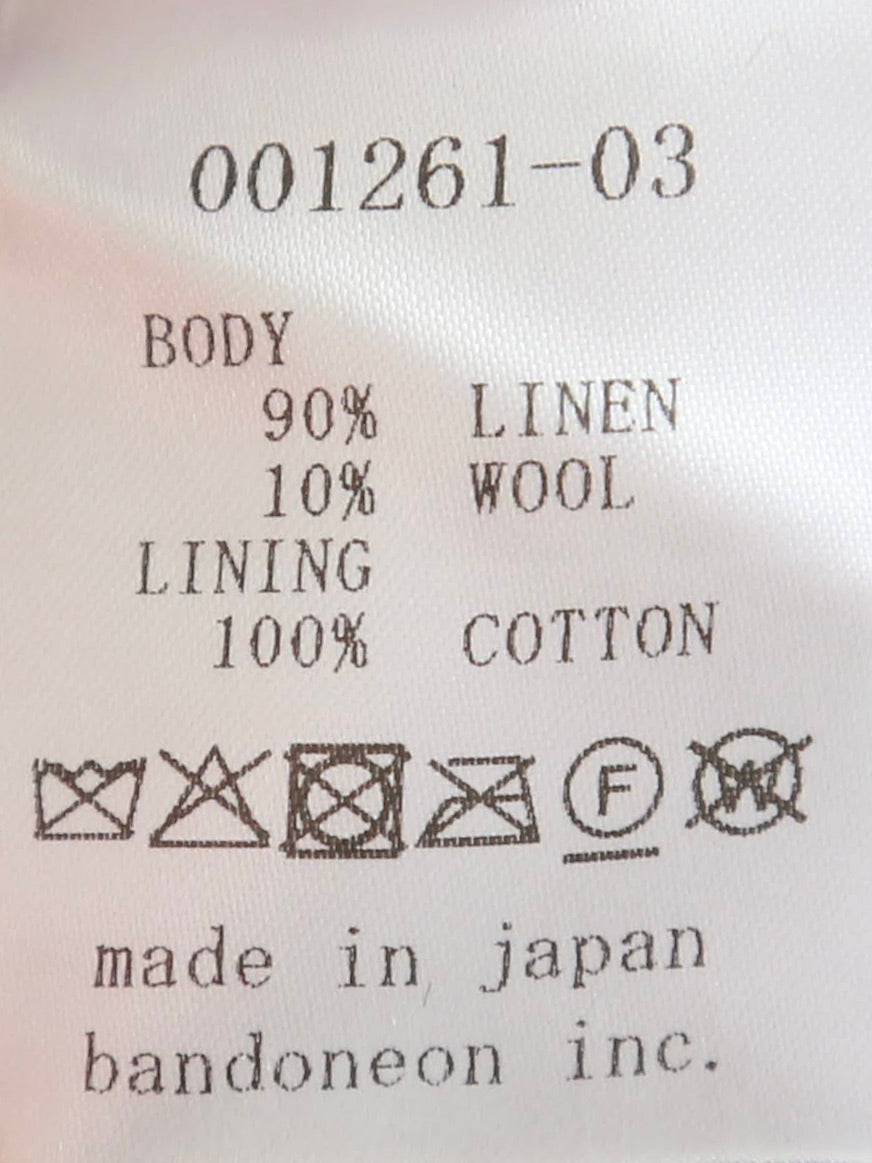 001261-03
BODY
90% LINEN
10% WOOL
LINING
100% COTTON
F W
made in japan
bandoneon inc.